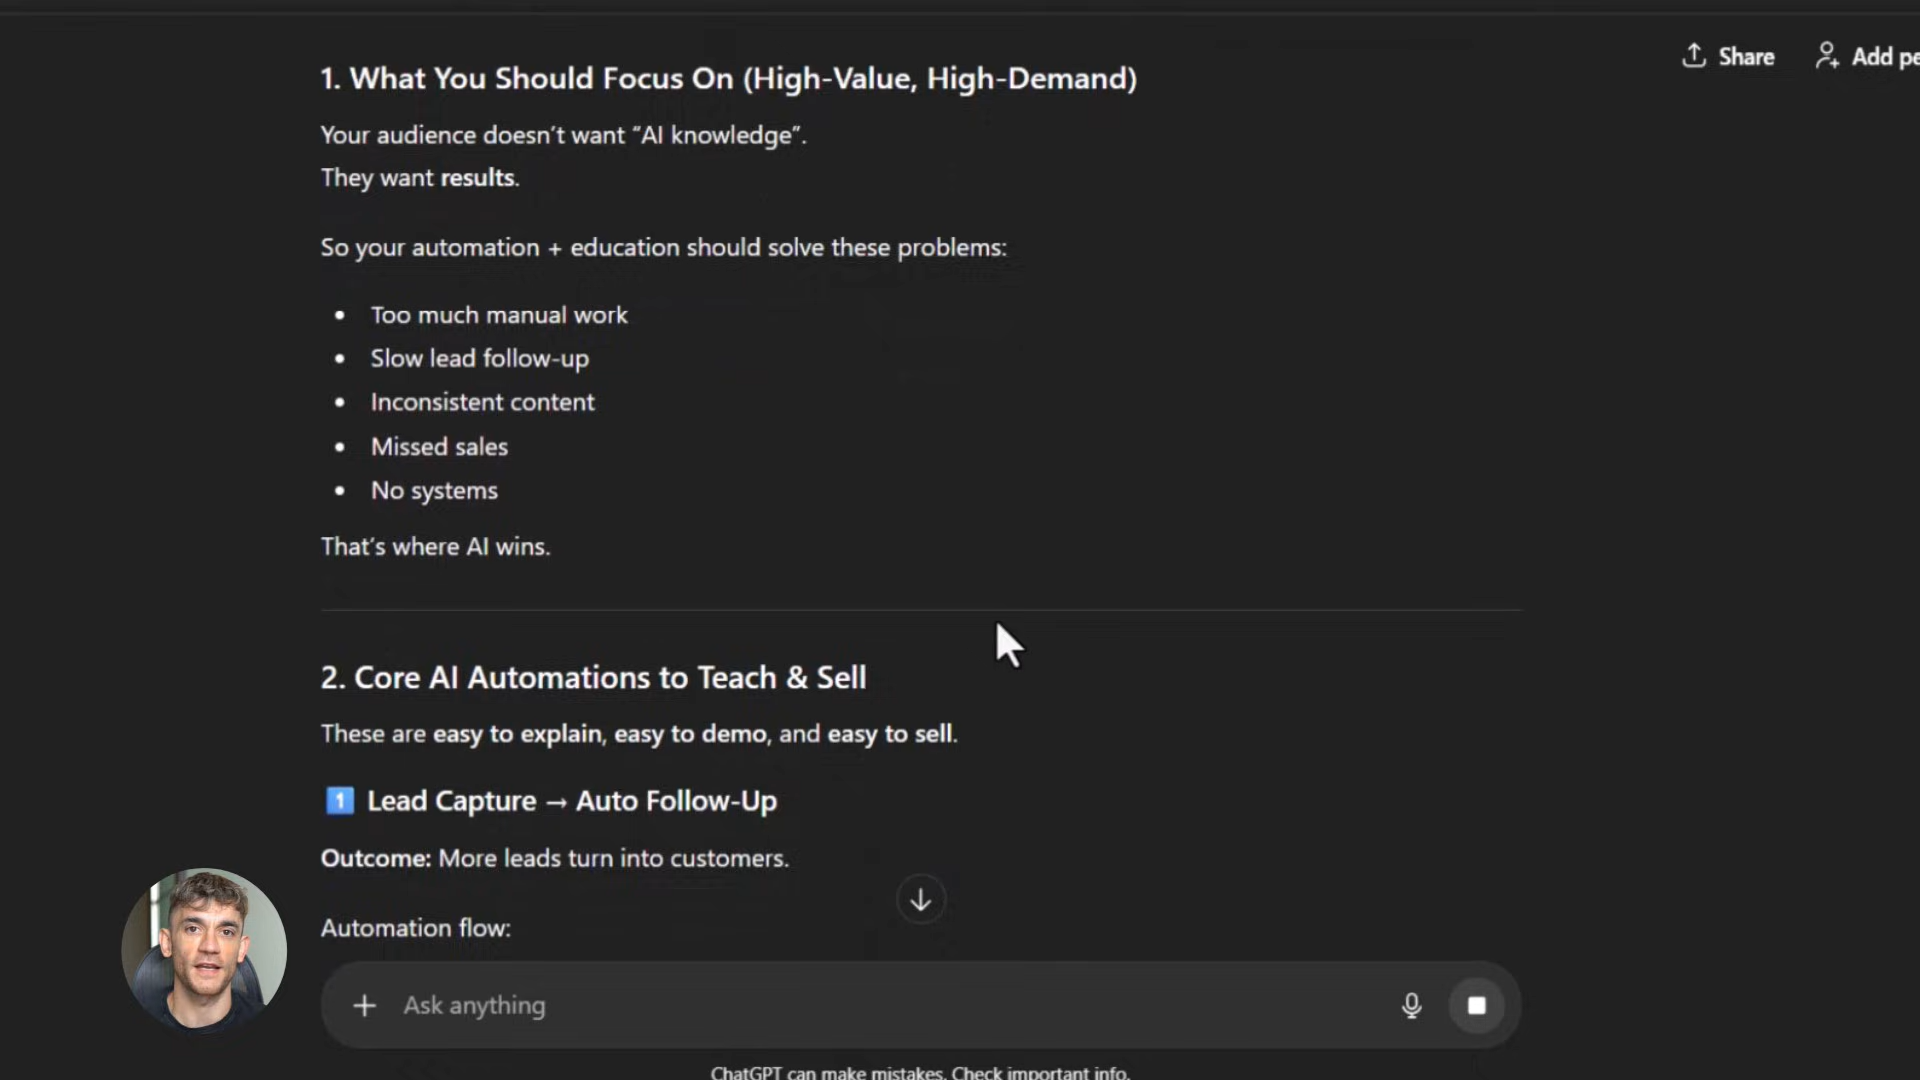 Share
Add pe
1. What You Should Focus On (High-Value, High-Demand)
Your audience doesn’t want “AI knowledge”.
They want results.
So your automation + education should solve these problems:
• Too much manual work
• Slow lead follow-up
• Inconsistent content
• Missed sales
• No systems
That’s where AI wins.
2. Core AI Automations to Teach & Sell
These are easy to explain, easy to demo, and easy to sell.
1 Lead Capture → Auto Follow-Up
Outcome: More leads turn into customers.
Automation flow:
Ask anything
ChatGPT can make mistakes. Check important info.